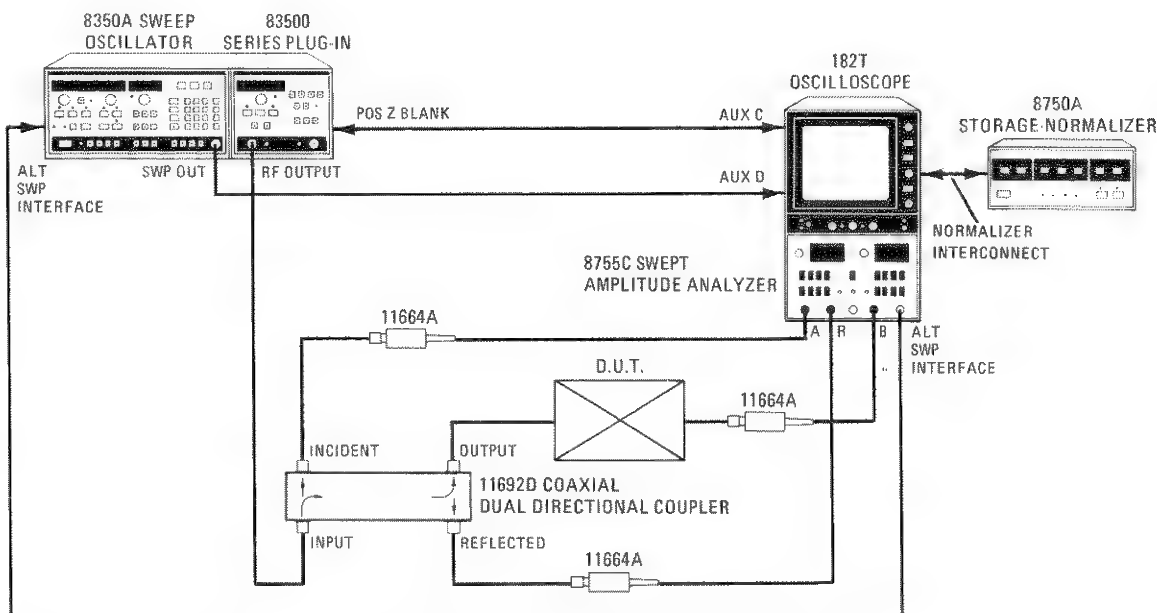 8350A SWEEP
OSCILLATOR
83500
SERIES PLUG-IN
182T
OSCILLOSCOPE
8750A
STORAGE-NORMALIZER
POS Z BLANK
AUX C
ALT
SWP
INTERFACE
SWP OUT
RF OUTPUT
AUX D
NORMALIZER
INTERCONNECT
8755C SWEPT
AMPLITUDE ANALYZER
11664A
A
R
B
ALT
SWP
INTERFACE
D.U.T.
11664A
INCIDENT
OUTPUT
11692D COAXIAL
DUAL DIRECTIONAL COUPLER
INPUT
REFLECTED
11664A